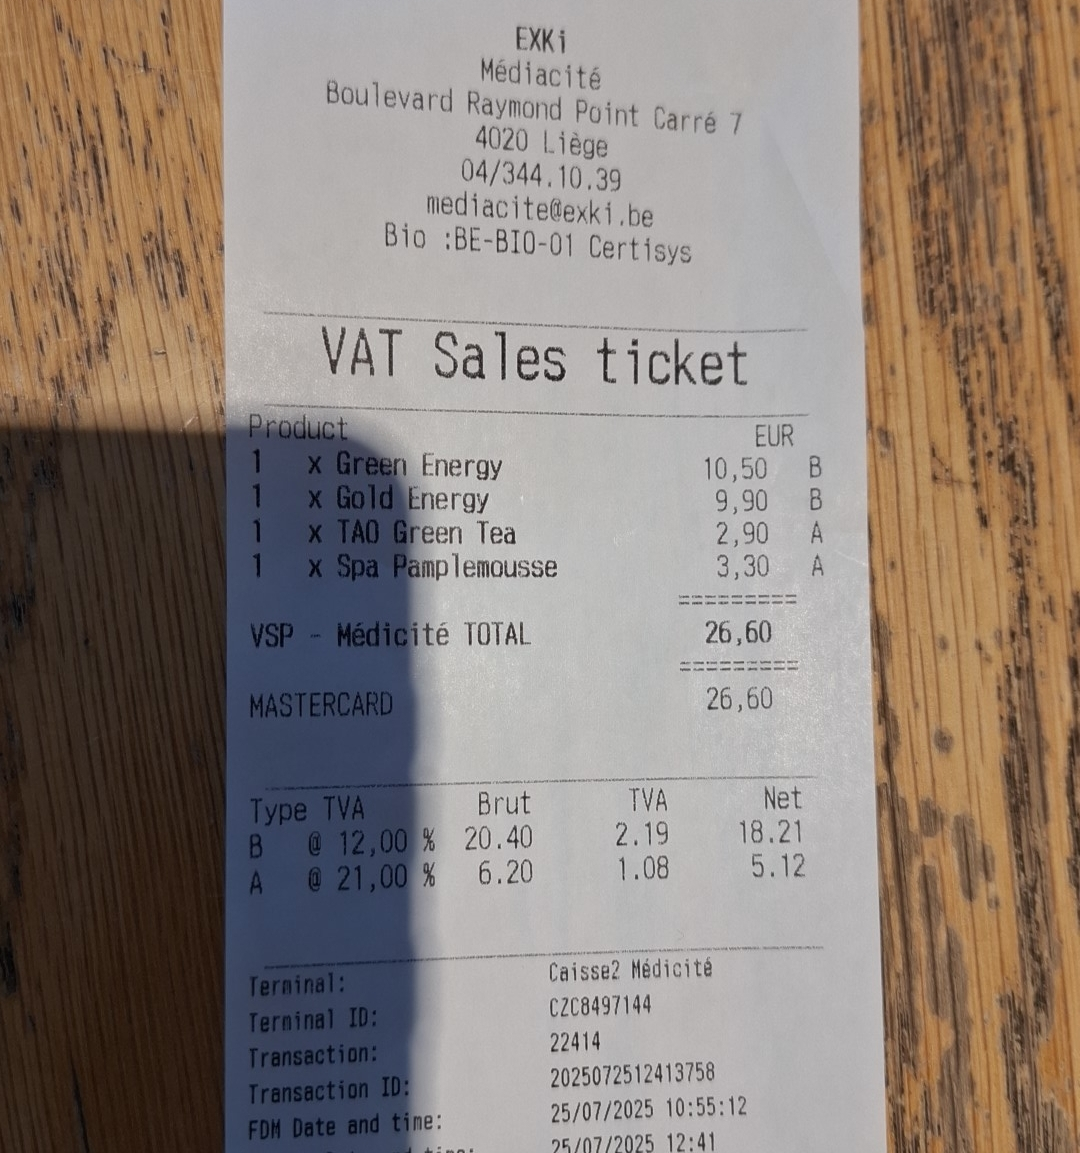 EXKi
Médiacité
Boulevard Raymond Point Carré 7
4020 Liège
04/344.10.39
mediacite@exki.be
Bio :BE-BIO-01 Certisys
VAT Sales ticket
Product EUR
1 x Green Energy 10,50 B
1 x Gold Energy 9,90 B
1 x TAO Green Tea 2,90 A
1 x Spa Pamplemousse 3,30 A
=========
VSP - Médicité TOTAL 26,60
=========
MASTERCARD 26,60
Type TVA Brut TVA Net
B @ 12,00 % 20.40 2.19 18.21
A @ 21,00 % 6.20 1.08 5.12
Terminal: Caisse2 Médicité
Terminal ID: CZC8497144
Transaction: 22414
Transaction ID: 2025072512413758
FDM Date and time: 25/07/2025 10:55:12
time: 25/07/2025 12:41